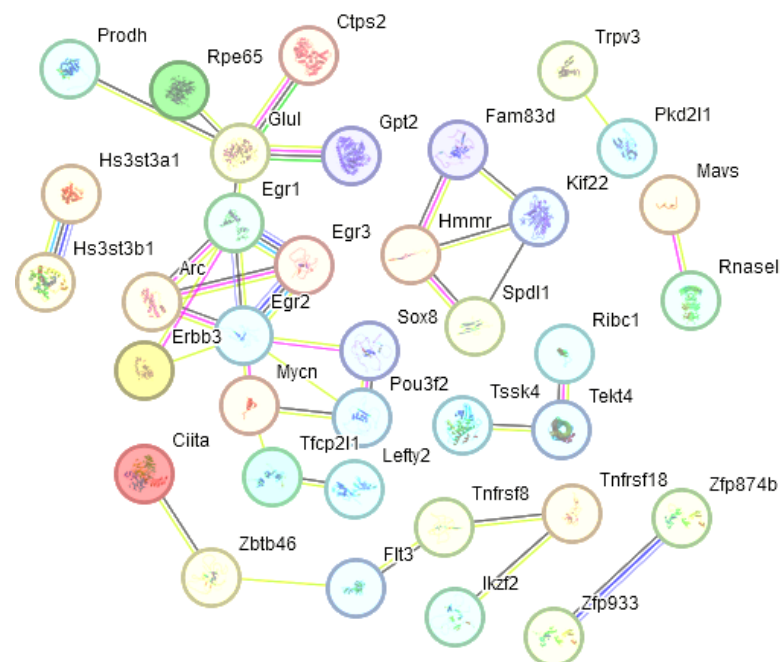 Ctps2
Prodh
Trpv3
Rpe65
Glul
Gpt2
Fam83d
Pkd2l1
Hs3st3a1
Egr1
Kif22
Mavs
Hs3st3b1
Egr3
Hmmr
Arc
Rnasel
Egr2
Spdl1
Erbb3
Sox8
Ribc1
Mycn
Pou3f2
Tssk4
Tekt4
Ciita
Tfcp2l1
Lefty2
Tnfrsf8
Tnfrsf18
Zfp874b
Zbtb46
Flt3
Ikzf2
Zfp933